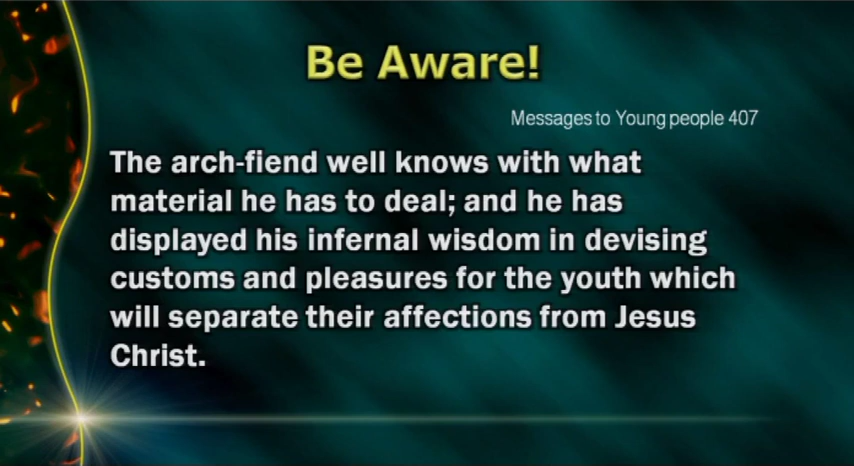 Be Aware!
Messages to Young people 407
The arch-fiend well knows with what
material he has to deal; and he has
displayed his infernal wisdom in devising
customs and pleasures for the youth which
will separate their affections from Jesus
Christ.